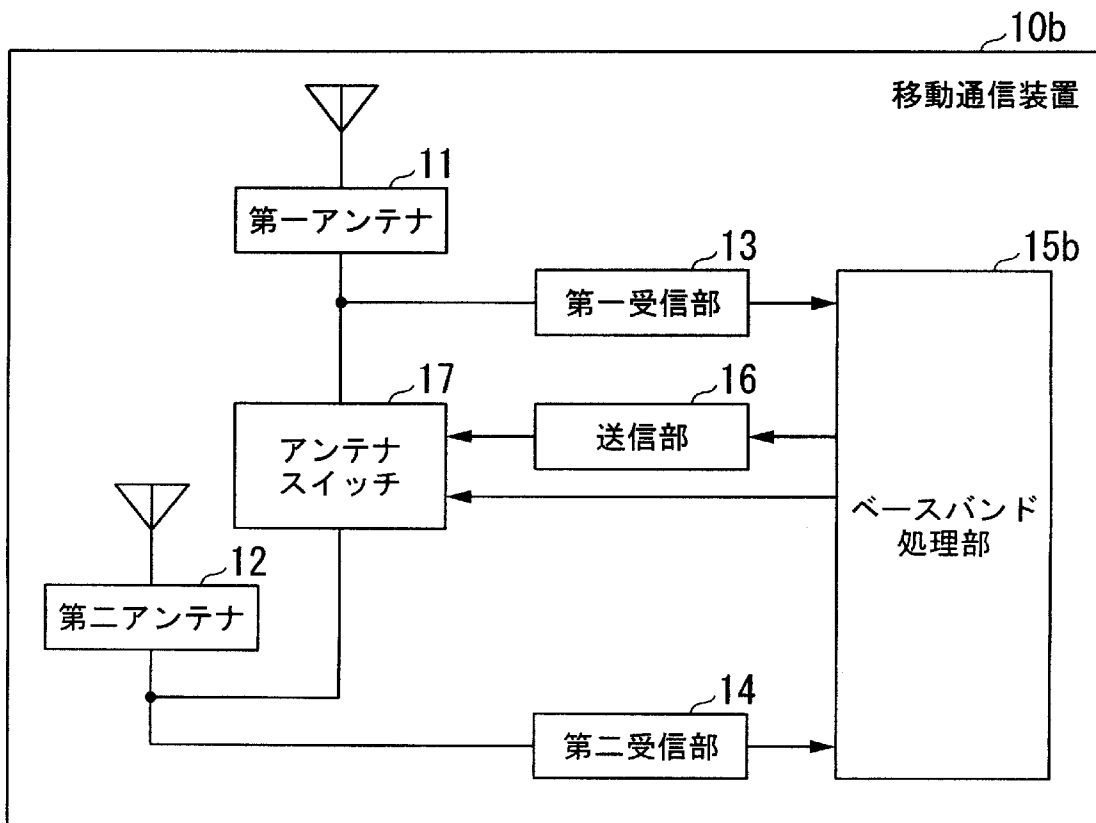 10b
移動通信装置
11
第一アンテナ
13
第一受信部
15b
17
アンテナ
スイッチ
16
送信部
ベースバンド
処理部
12
第二アンテナ
14
第二受信部